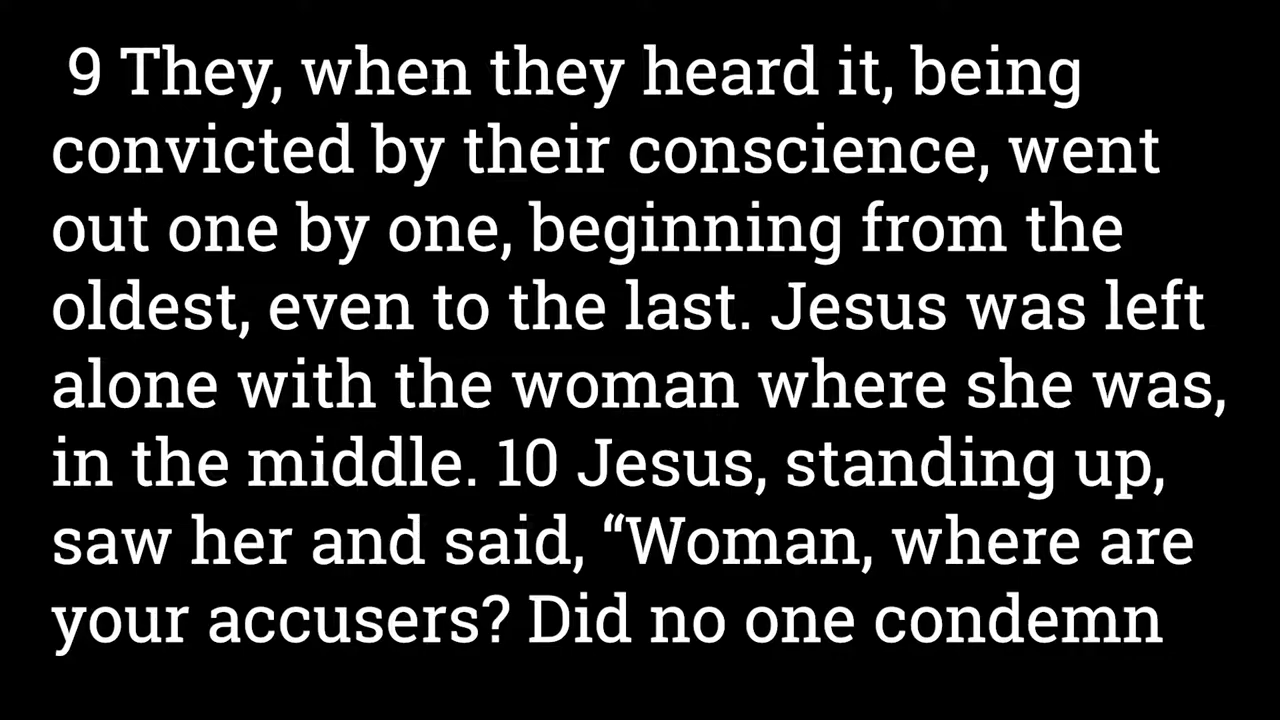 9 They, when they heard it, being
convicted by their conscience, went
out one by one, beginning from the
oldest, even to the last. Jesus was left
alone with the woman where she was,
in the middle. 10 Jesus, standing up,
saw her and said, “Woman, where are
your accusers? Did no one condemn